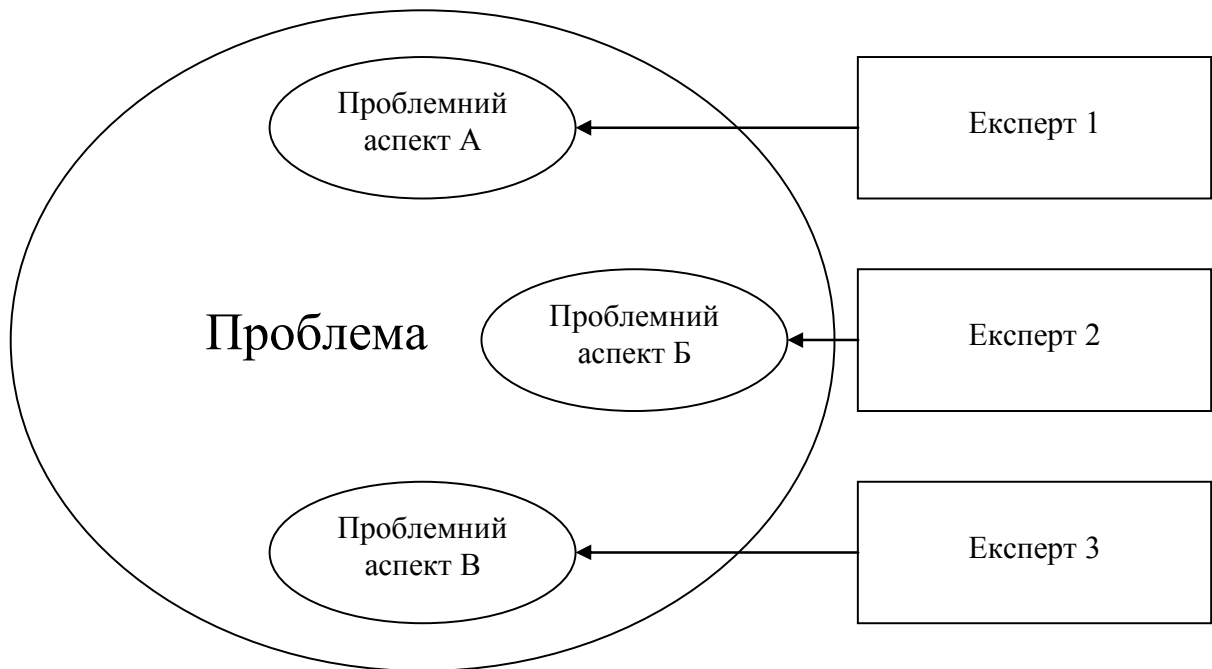 Проблемний
аспект А
Експерт 1
Проблема
Проблемний
аспект Б
Експерт 2
Проблемний
аспект В
Експерт 3